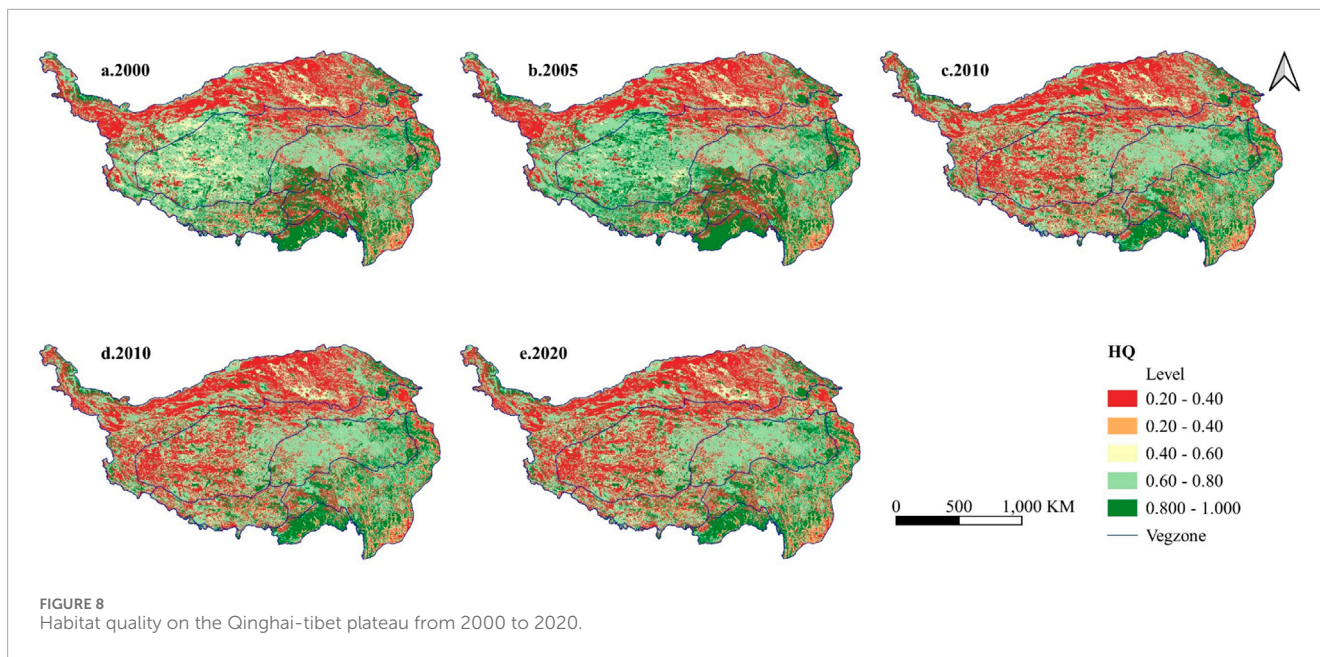 a.2000
b.2005
c.2010
d.2010
e.2020
HQ
Level
0.20 - 0.40
0.20 - 0.40
0.40 - 0.60
0.60 - 0.80
0.800 - 1.000
Vegzone
0 500 1,000 KM
FIGURE 8
Habitat quality on the Qinghai-tibet plateau from 2000 to 2020.